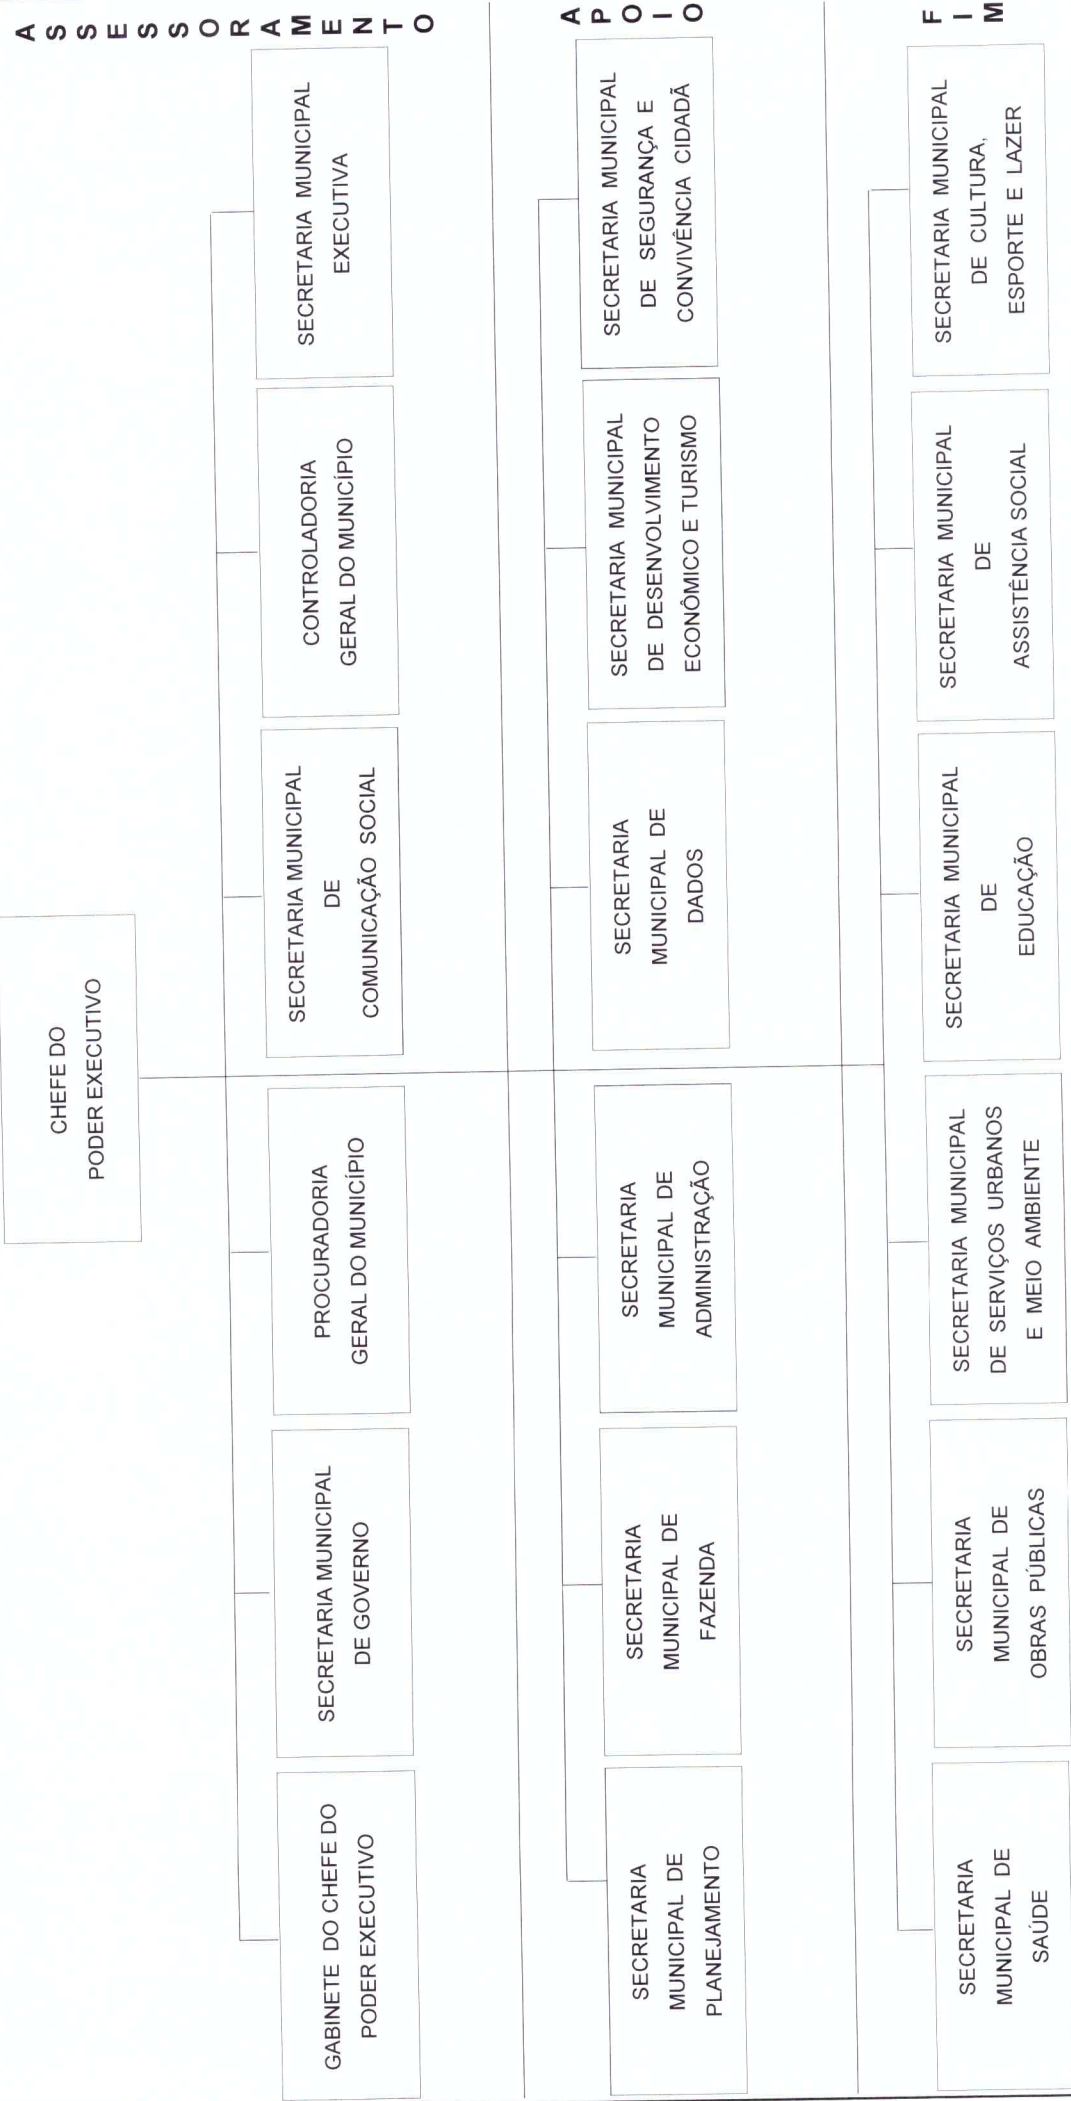 CHEFE DO
PODER EXECUTIVO
ASSESSORAMENTO
GABINETE DO CHEFE DO
PODER EXECUTIVO
SECRETARIA MUNICIPAL
DE GOVERNO
PROCURADORIA
GERAL DO MUNICÍPIO
SECRETARIA MUNICIPAL
DE
COMUNICAÇÃO SOCIAL
CONTROLADORIA
GERAL DO MUNICÍPIO
SECRETARIA MUNICIPAL
EXECUTIVA
APOIO
SECRETARIA
MUNICIPAL DE
PLANEJAMENTO
SECRETARIA
MUNICIPAL DE
FAZENDA
SECRETARIA
MUNICIPAL DE
ADMINISTRAÇÃO
SECRETARIA
MUNICIPAL DE
DADOS
SECRETARIA MUNICIPAL
DE DESENVOLVIMENTO
ECONÔMICO E TURISMO
SECRETARIA MUNICIPAL
DE SEGURANÇA E
CONVIVÊNCIA CIDADÃ
FIM
SECRETARIA
MUNICIPAL DE
SAÚDE
SECRETARIA
MUNICIPAL DE
OBRAS PÚBLICAS
SECRETARIA MUNICIPAL
DE SERVIÇOS URBANOS
E MEIO AMBIENTE
SECRETARIA MUNICIPAL
DE
EDUCAÇÃO
SECRETARIA MUNICIPAL
DE
ASSISTÊNCIA SOCIAL
SECRETARIA MUNICIPAL
DE CULTURA,
ESPORTE E LAZER